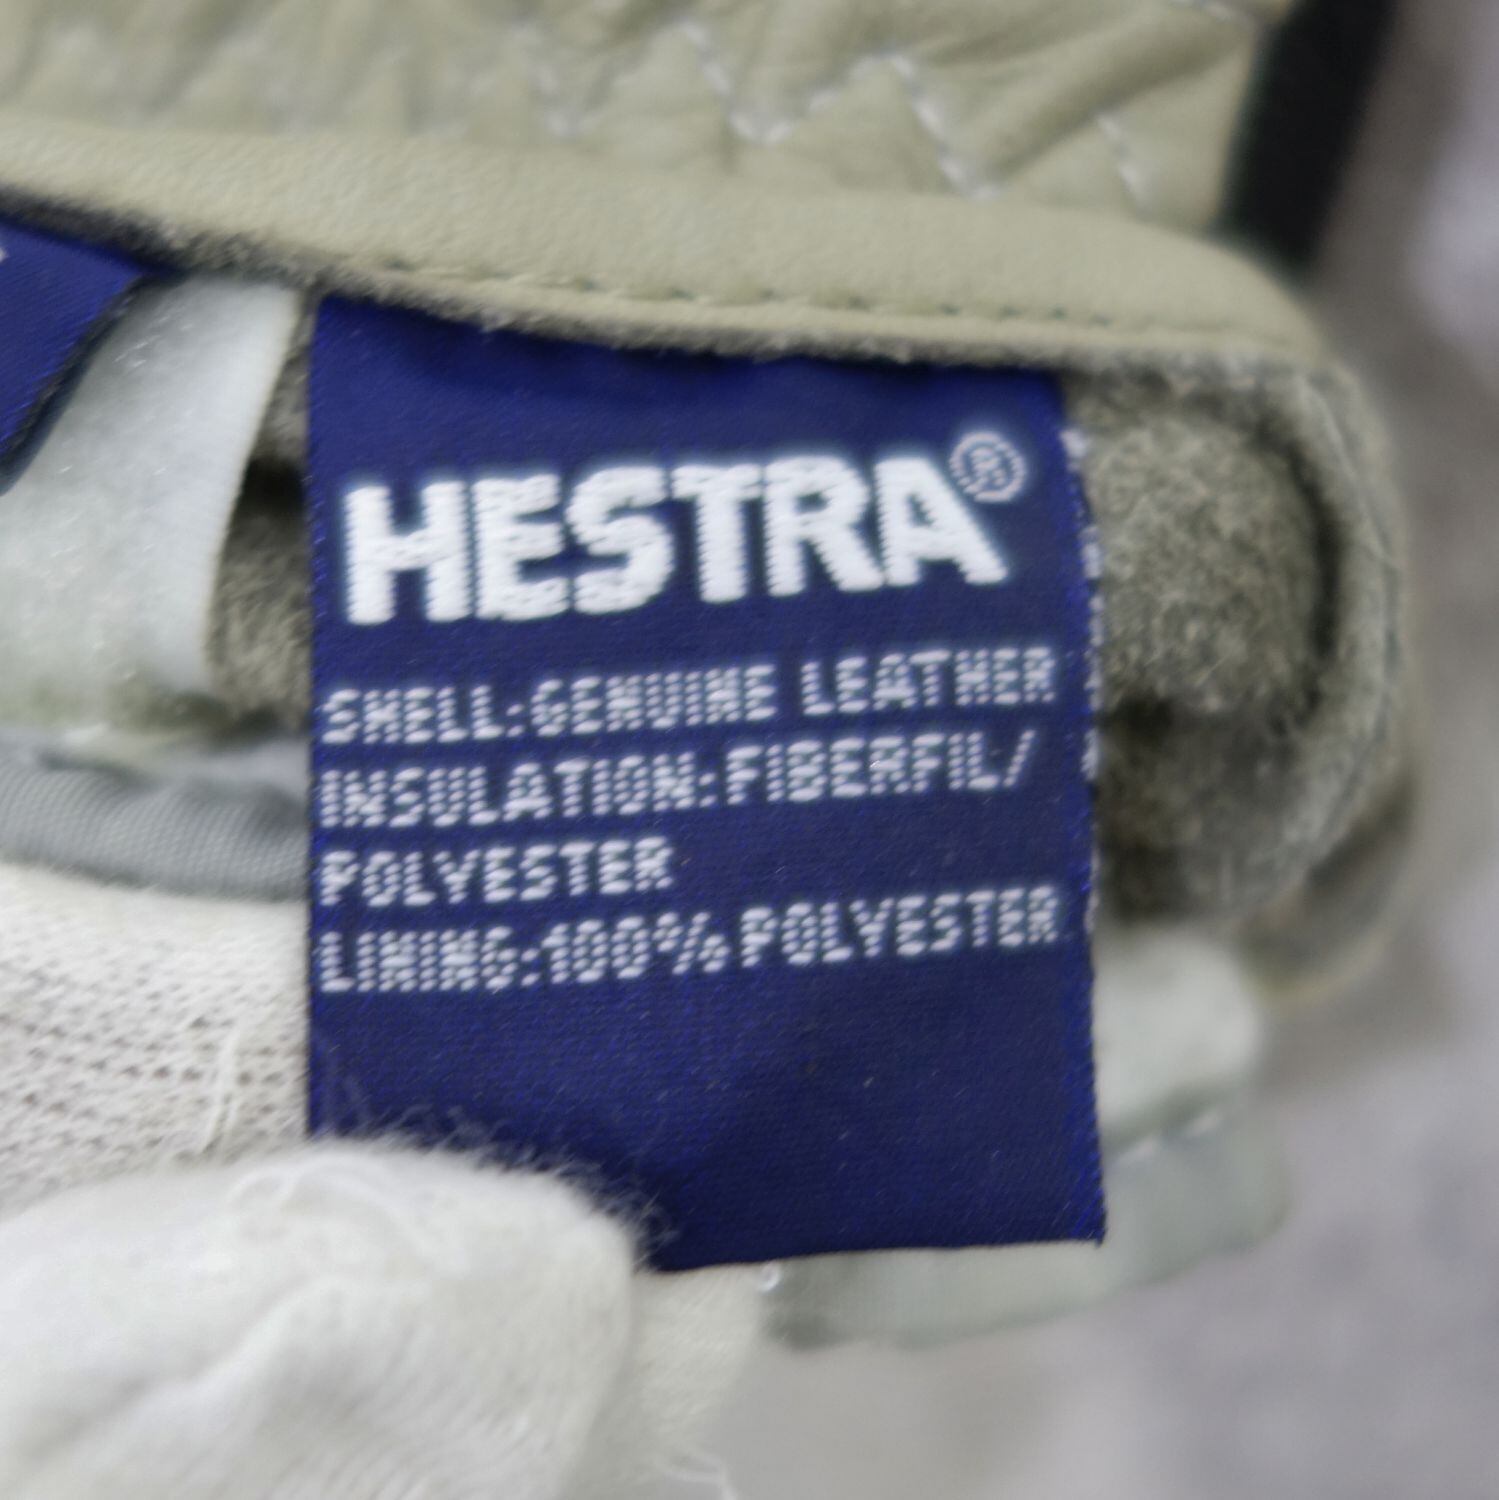 HESTRA®
SHELL:GENUINE LEATHER
INSULATION:FIBERFIL/
POLYESTER
LINING:100% POLYESTER